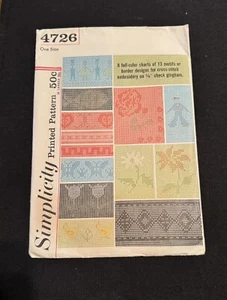 4726
One Size
50¢
Simplicity Printed Pattern
8 full-color charts of 15 motifs or
border designs for cross stitch
embroidery on ⅛" check gingham.